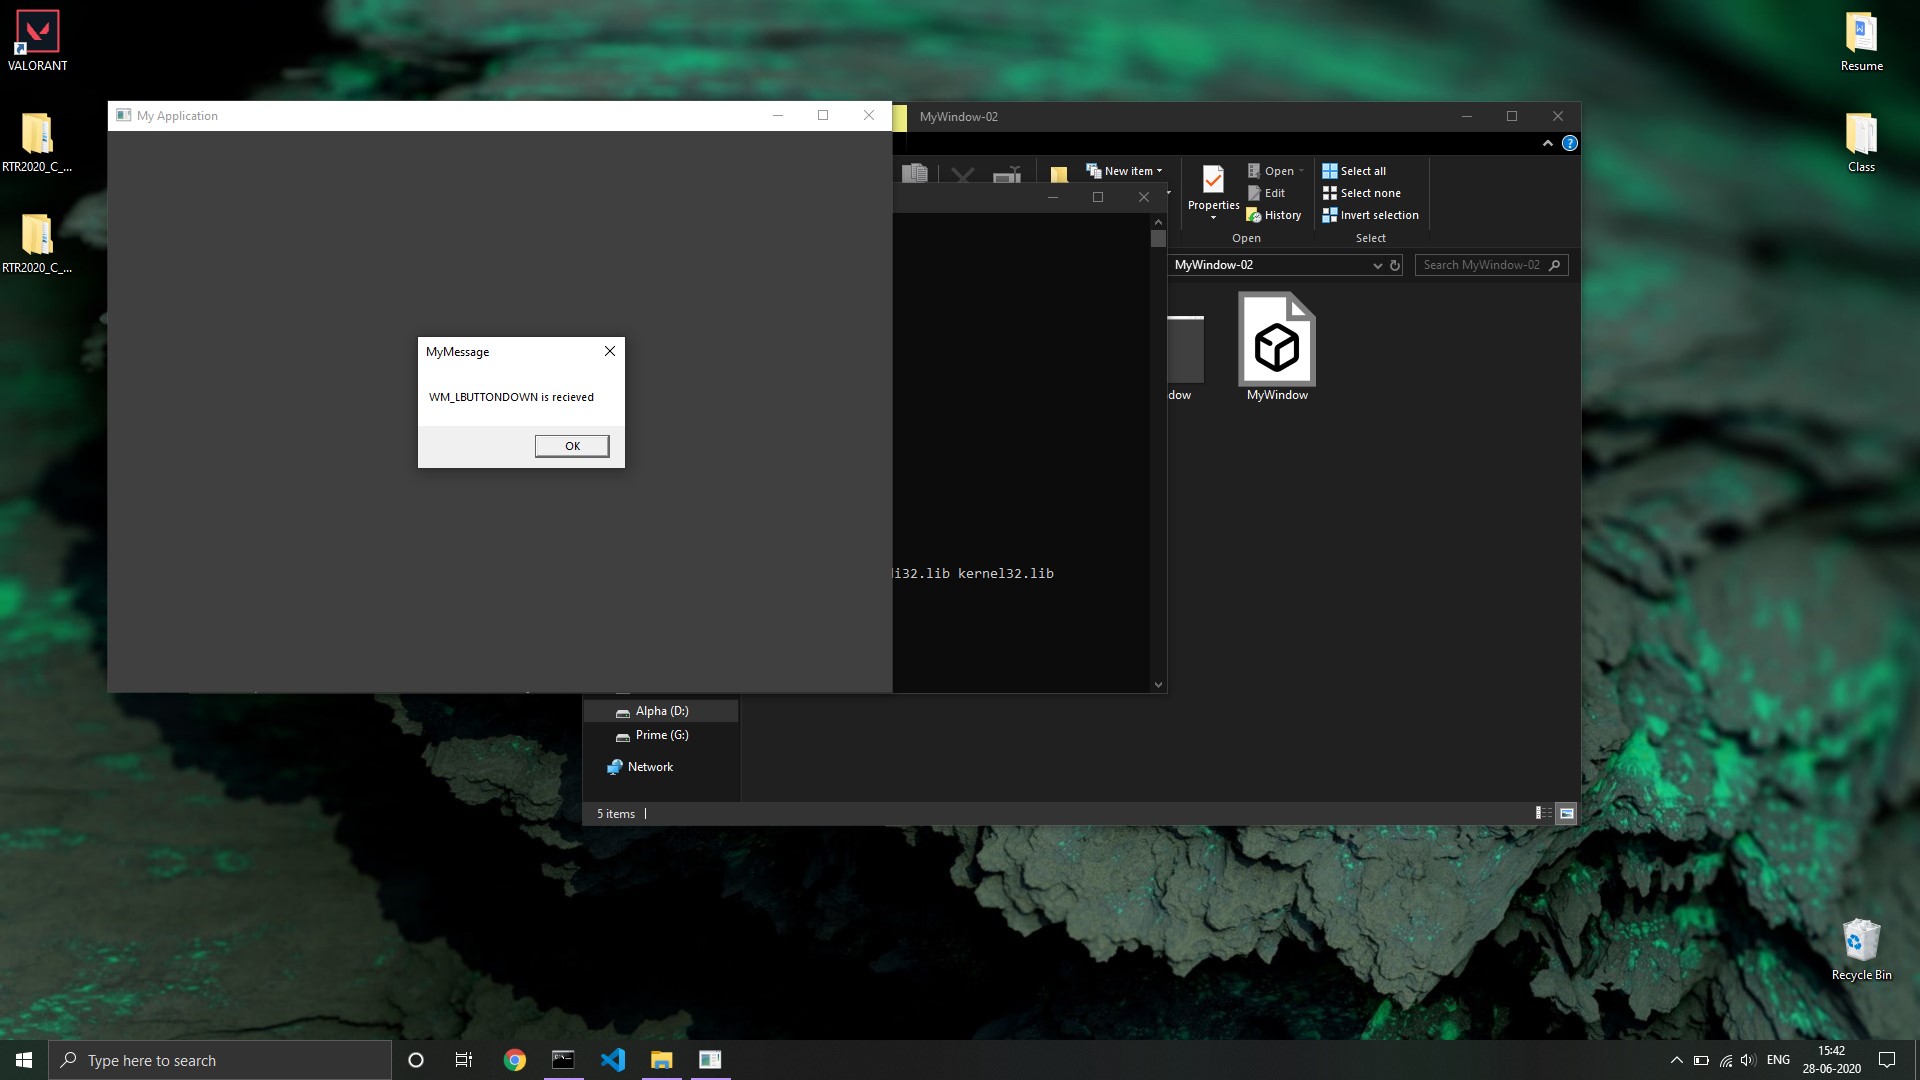 VALORANT
RTR2020_C_...
RTR2020_C_...
Resume
Class
Recycle Bin
My Application
MyMessage
WM_LBUTTONDOWN is recieved
OK
MyWindow-02
New item
Properties
Open
Edit
History
Open
Select all
Select none
Invert selection
Select
MyWindow-02
Search MyWindow-02
dow
MyWindow
i32.lib kernel32.lib
Alpha (D:)
Prime (G:)
Network
5 items
Type here to search
ENG
15:42
28-06-2020